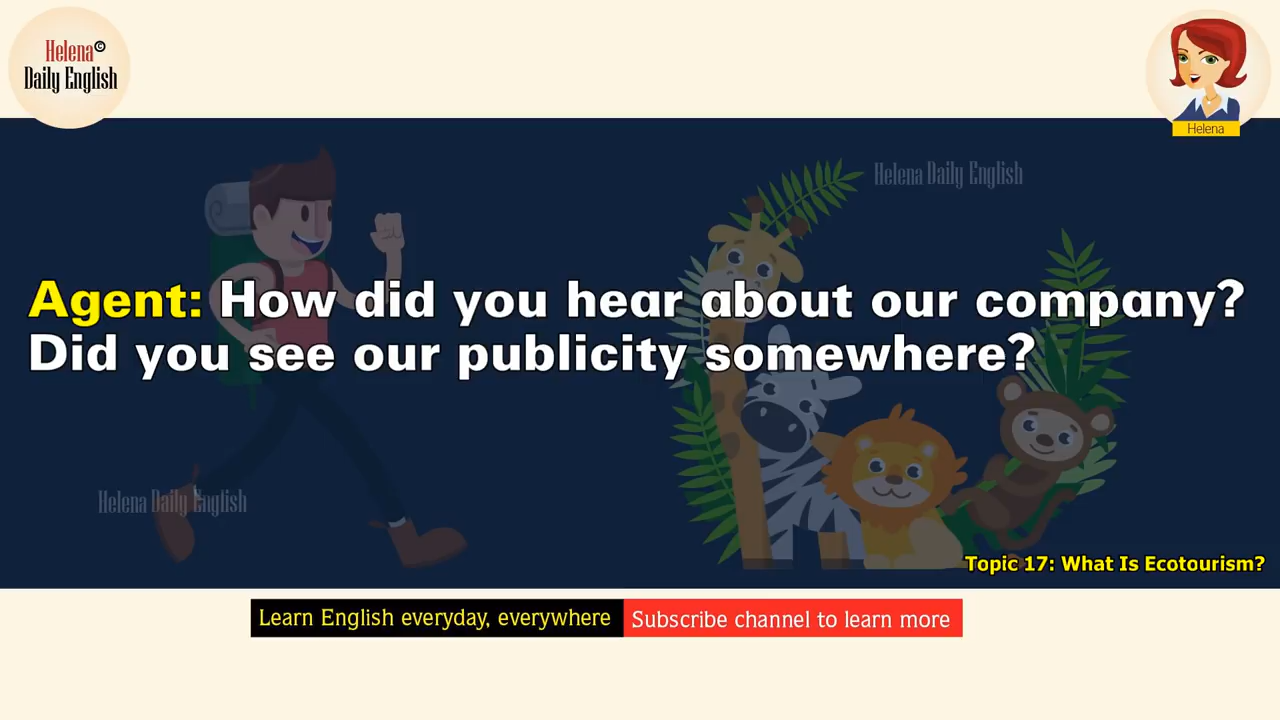 Helena©
Daily English
Helena
Helena Daily English
Agent: How did you hear about our company?
Did you see our publicity somewhere?
Helena Daily English
Topic 17: What Is Ecotourism?
Learn English everyday, everywhere
Subscribe channel to learn more